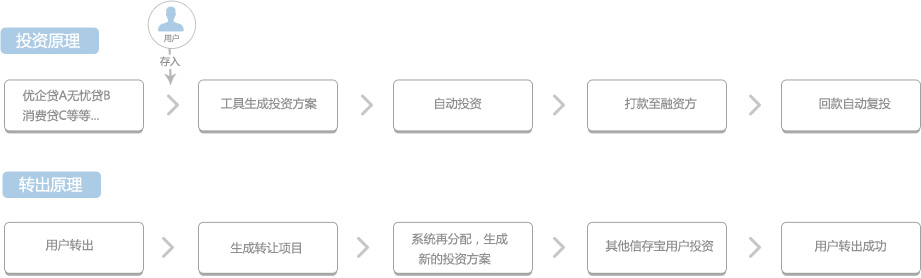 用户
投资原理
存入
优企贷A无忧贷B
消费贷C等等...
工具生成投资方案
自动投资
打款至融资方
回款自动复投
转出原理
用户转出
生成转让项目
系统再分配，生成
新的投资方案
其他信存宝用户投资
用户转出成功